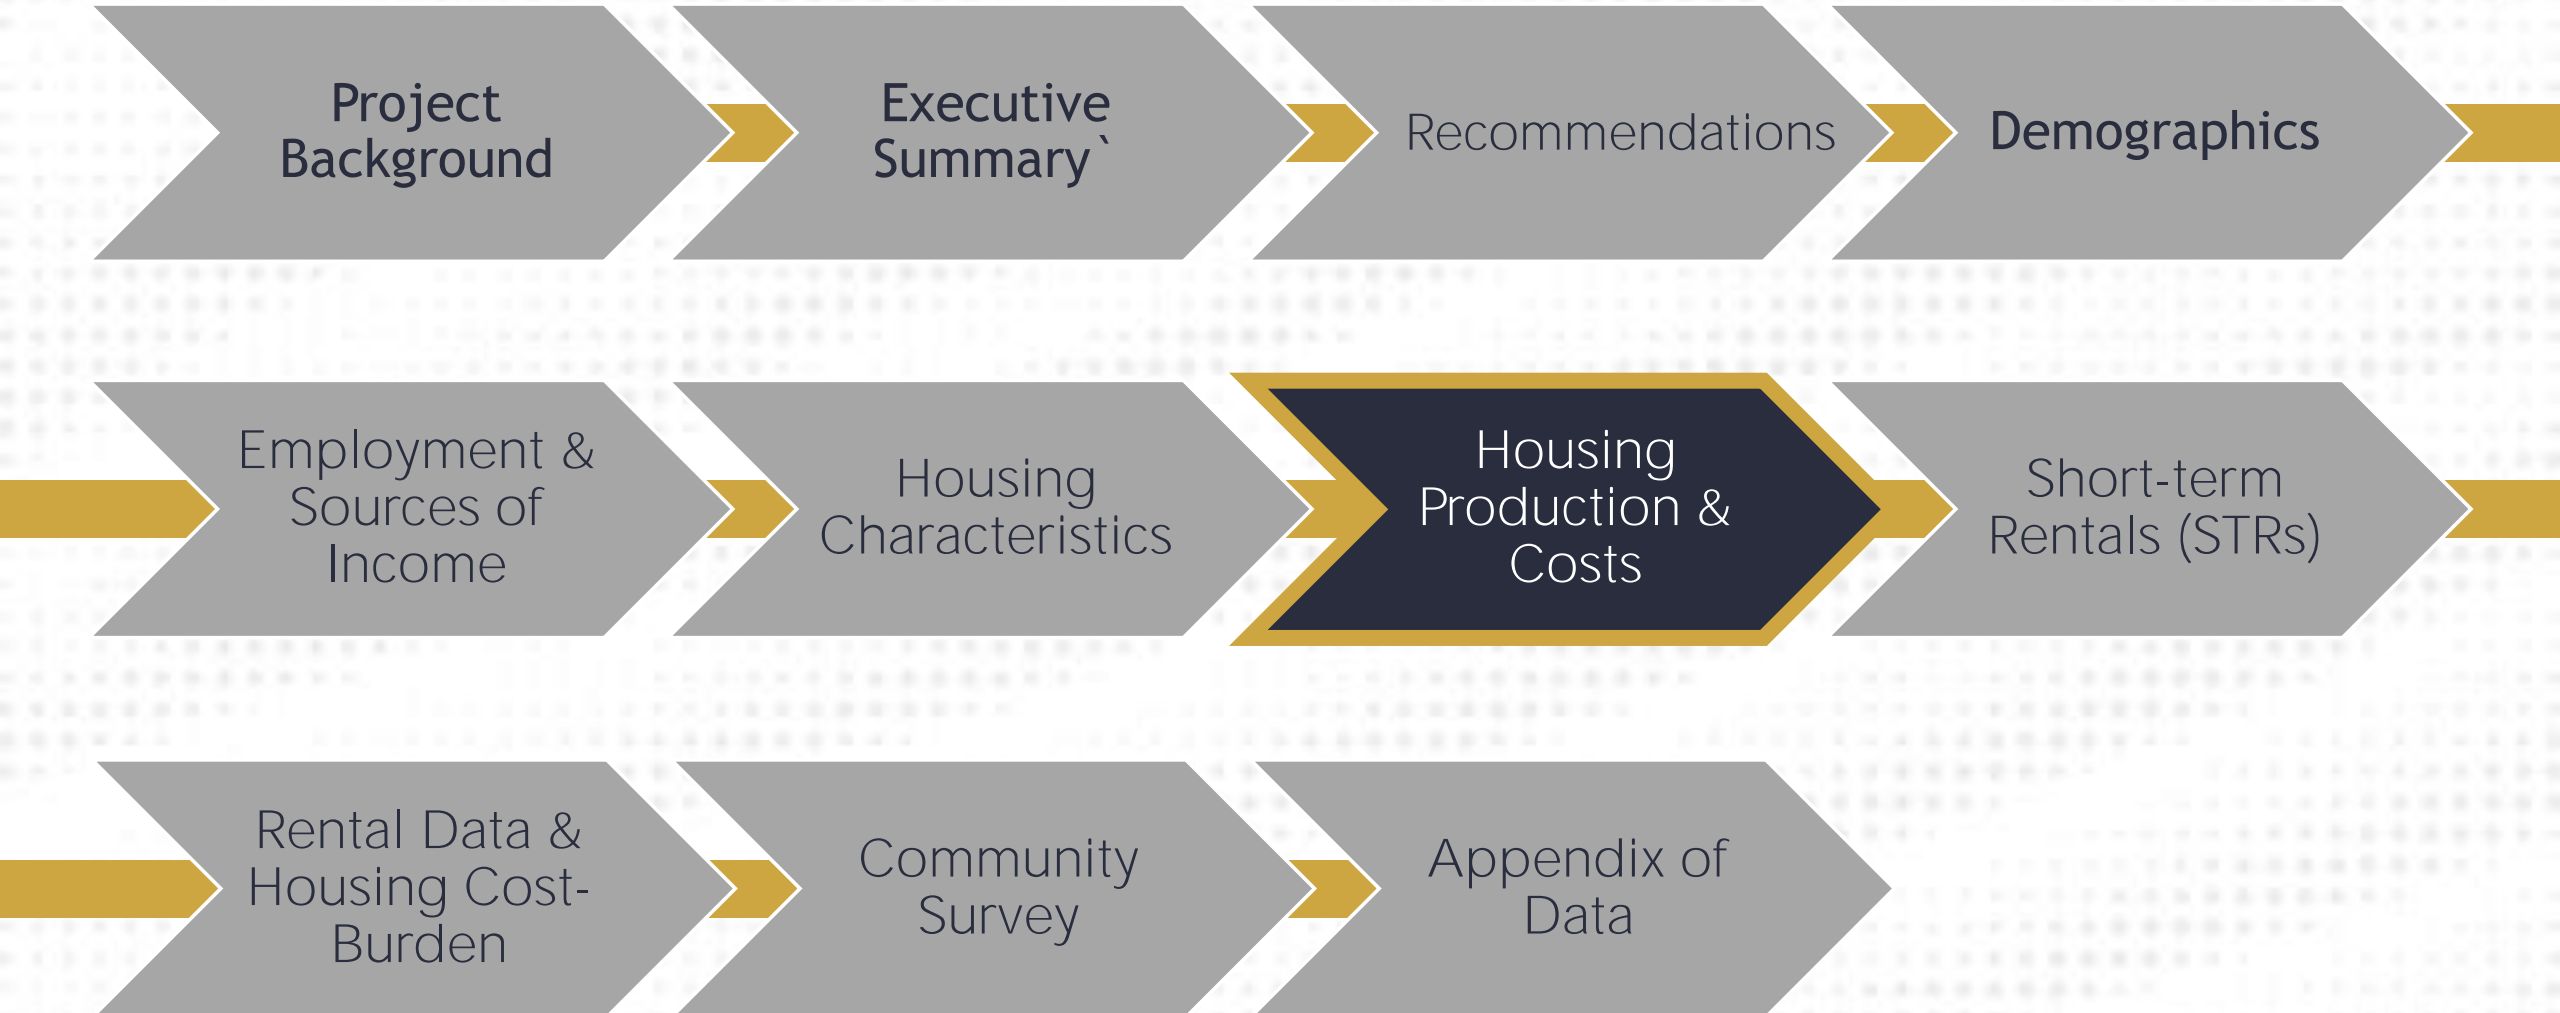 Project
Background
Executive
Summary`
Recommendations
Demographics
Employment &
Sources of
Income
Housing
Characteristics
Housing
Production &
Costs
Short-term
Rentals (STRs)
Rental Data &
Housing Cost-
Burden
Community
Survey
Appendix of
Data